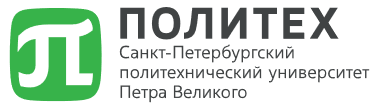 ПОЛИТЕХ
Санкт-Петербургский
политехнический университет
Петра Великого